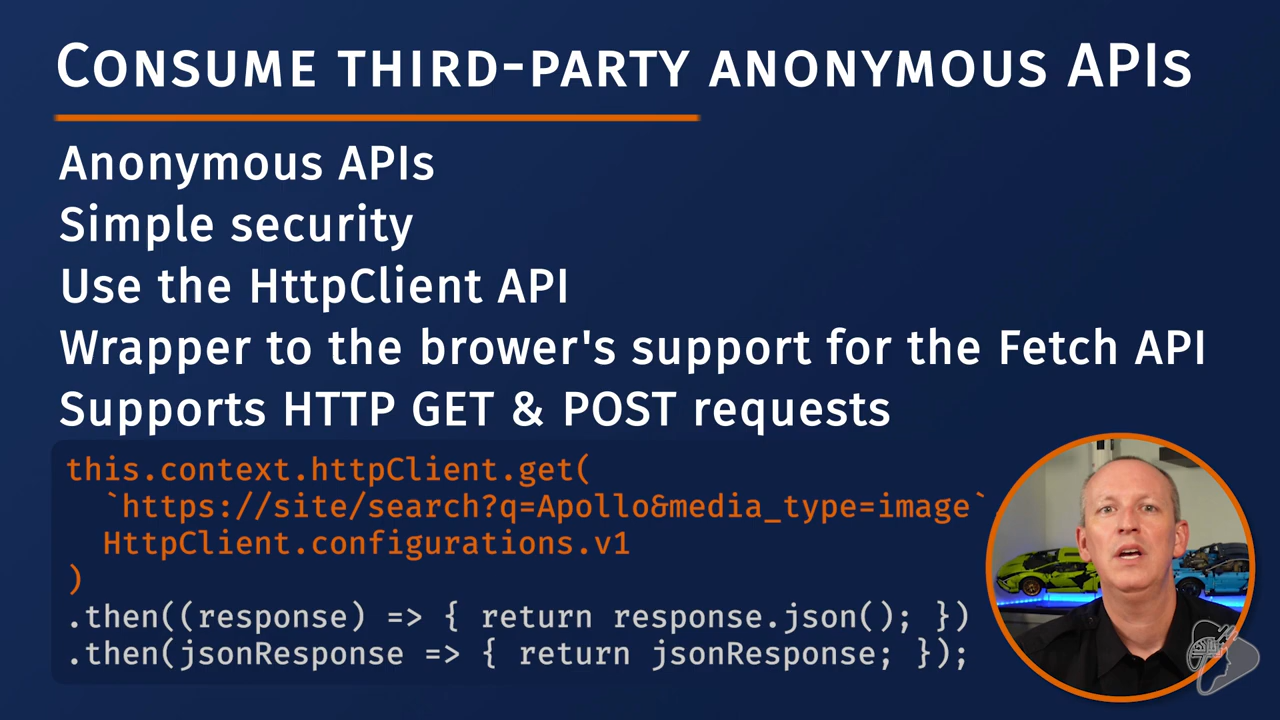 Consume third-party anonymous APIs
Anonymous APIs
Simple security
Use the HttpClient API
Wrapper to the brower's support for the Fetch API
Supports HTTP GET & POST requests
this.context.httpClient.get(
  `https://site/search?q=Apollo&media_type=image`,
  HttpClient.configurations.v1
)
.then((response) => { return response.json(); })
.then(jsonResponse => { return jsonResponse; });